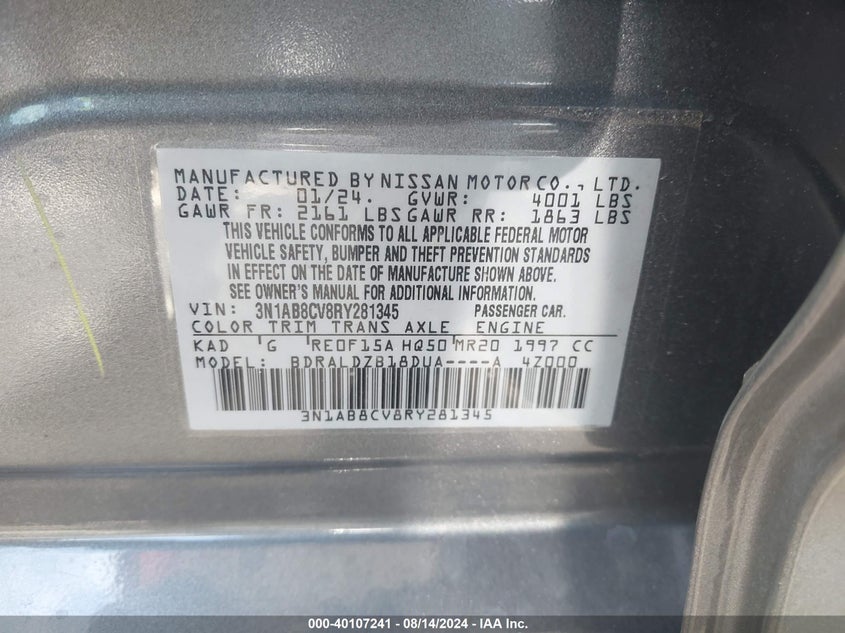 MANUFACTURED BY NISSAN MOTOR CO., LTD.
DATE: 01/24. GVWR: 4001 LBS
GAWR FR: 2161 LBS GAWR RR: 1863 LBS
THIS VEHICLE CONFORMS TO ALL APPLICABLE FEDERAL MOTOR
VEHICLE SAFETY, BUMPER AND THEFT PREVENTION STANDARDS
IN EFFECT ON THE DATE OF MANUFACTURE SHOWN ABOVE.
SEE OWNER'S MANUAL FOR ADDITIONAL INFORMATION.
VIN: 3N1AB8CV8RY281345 PASSENGER CAR.
COLOR TRIM TRANS AXLE ENGINE
KAD G RE0F15A HQ50 MR20 1997 CC
MODEL: BDRALDZB18DUA----A 4Z000
3N1AB8CV8RY281345
000-40107241 - 08/14/2024 - IAA Inc.